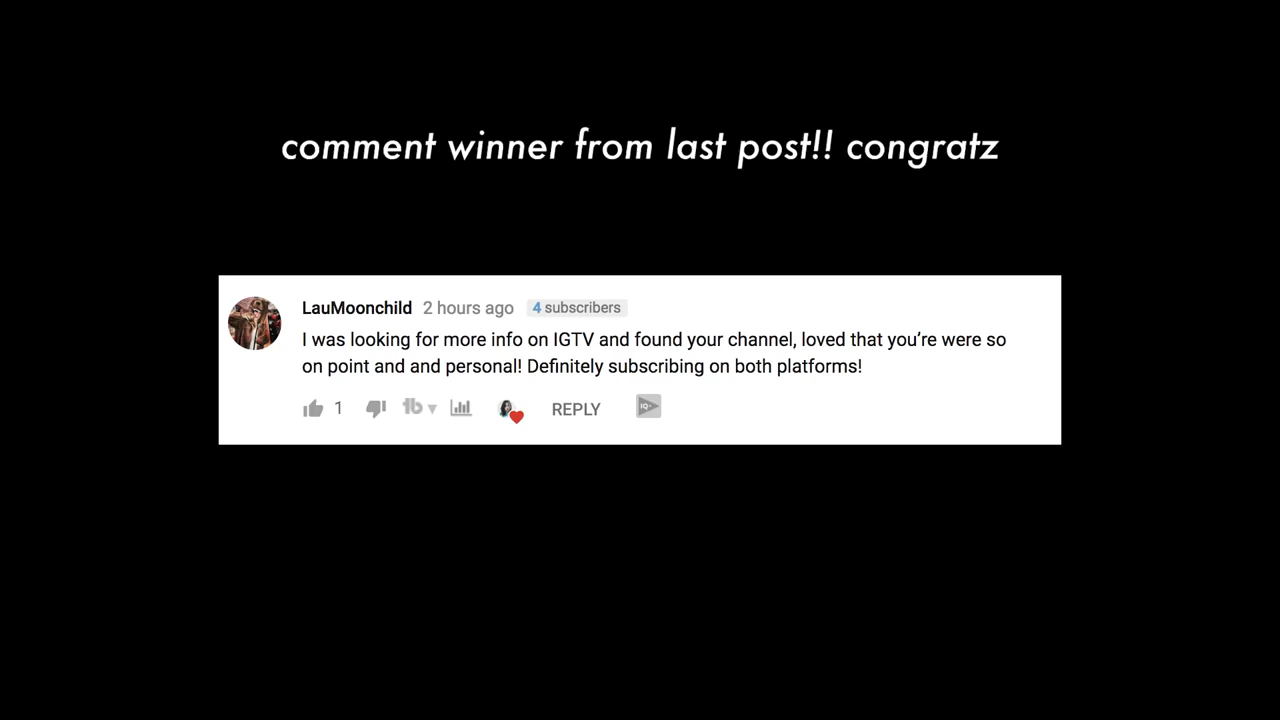 comment winner from last post!! congratz
LauMoonchild 2 hours ago 4 subscribers
I was looking for more info on IGTV and found your channel, loved that you're were so
on point and and personal! Definitely subscribing on both platforms!
1 tb REPLY IQ